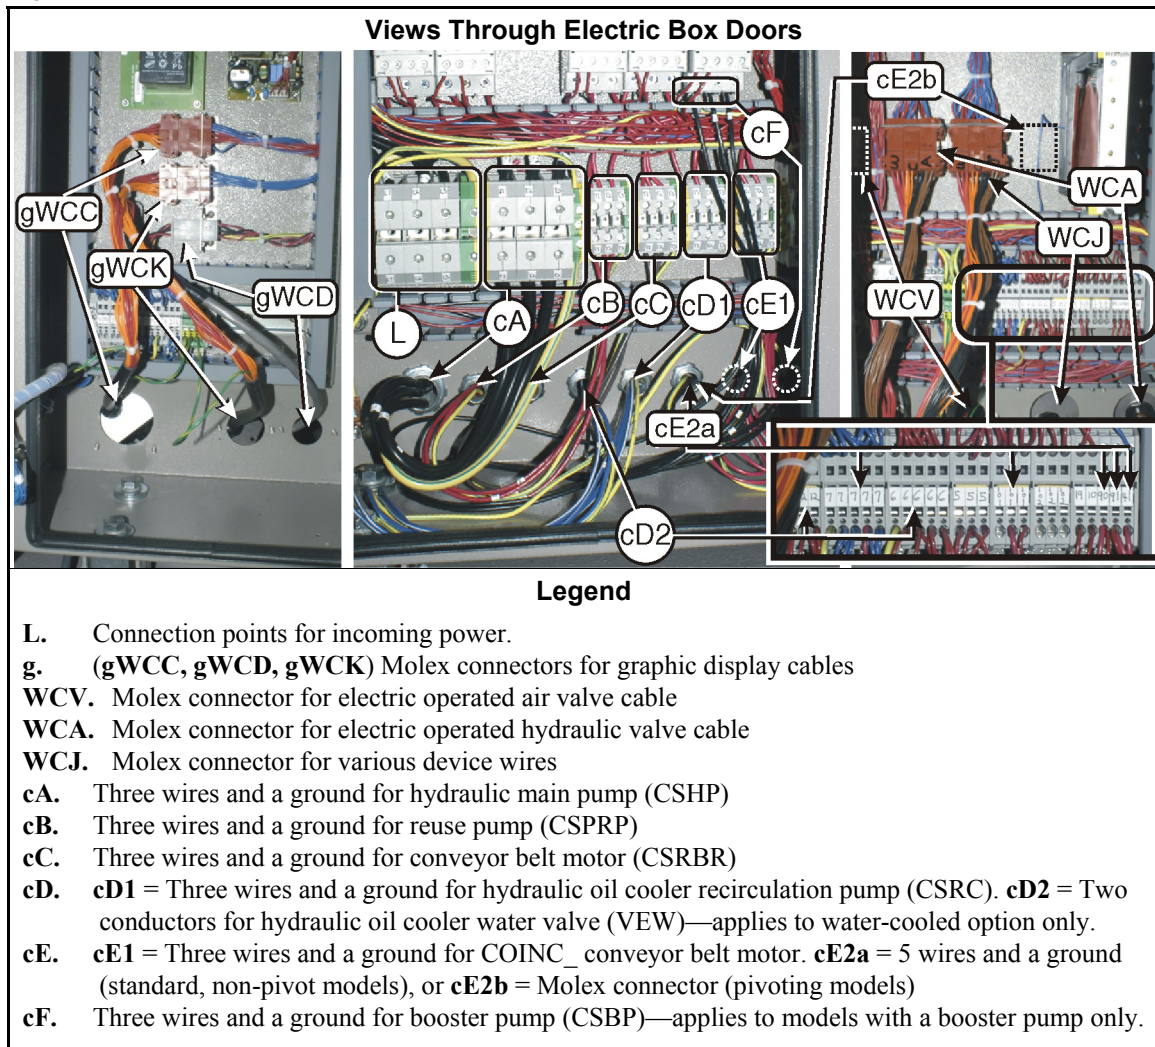 Views Through Electric Box Doors
gWCC
gWCK
gWCD
L
cA
cB
cC
cD1
cE1
cF
cE2a
cD2
cE2b
WCA
WCJ
WCV
Legend
L. Connection points for incoming power.
g. (gWCC, gWCD, gWCK) Molex connectors for graphic display cables
WCV. Molex connector for electric operated air valve cable
WCA. Molex connector for electric operated hydraulic valve cable
WCJ. Molex connector for various device wires
cA. Three wires and a ground for hydraulic main pump (CSHP)
cB. Three wires and a ground for reuse pump (CSPRP)
cC. Three wires and a ground for conveyor belt motor (CSRBR)
cD. cD1 = Three wires and a ground for hydraulic oil cooler recirculation pump (CSRC). cD2 = Two
conductors for hydraulic oil cooler water valve (VEW)—applies to water-cooled option only.
cE. cE1 = Three wires and a ground for COINC_ conveyor belt motor. cE2a = 5 wires and a ground
(standard, non-pivot models), or cE2b = Molex connector (pivoting models)
cF. Three wires and a ground for booster pump (CSBP)—applies to models with a booster pump only.